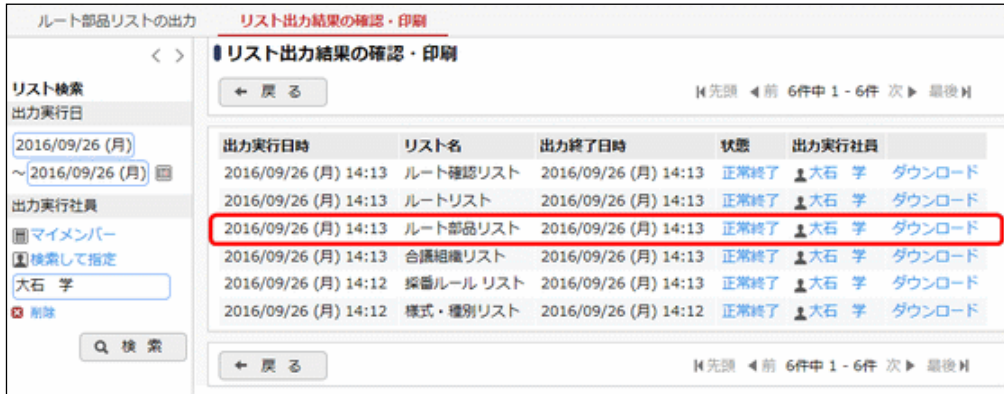 ルート部品リストの出力 リスト出力結果の確認・印刷
< >
リスト検索
出力実行日
2016/09/26 (月)
～ 2016/09/26 (月)
出力実行社員
マイメンバー
検索して指定
大石 学
削除
検 索
リスト出力結果の確認・印刷
戻 る
先頭 前 6件中 1 - 6件 次 最後
出力実行日時 リスト名 出力終了日時 状態 出力実行社員
2016/09/26 (月) 14:13 ルート確認リスト 2016/09/26 (月) 14:13 正常終了 大石 学 ダウンロード
2016/09/26 (月) 14:13 ルートリスト 2016/09/26 (月) 14:13 正常終了 大石 学 ダウンロード
2016/09/26 (月) 14:13 ルート部品リスト 2016/09/26 (月) 14:13 正常終了 大石 学 ダウンロード
2016/09/26 (月) 14:13 合議組織リスト 2016/09/26 (月) 14:13 正常終了 大石 学 ダウンロード
2016/09/26 (月) 14:12 採番ルール リスト 2016/09/26 (月) 14:13 正常終了 大石 学 ダウンロード
2016/09/26 (月) 14:12 様式・種別リスト 2016/09/26 (月) 14:12 正常終了 大石 学 ダウンロード
戻 る
先頭 前 6件中 1 - 6件 次 最後